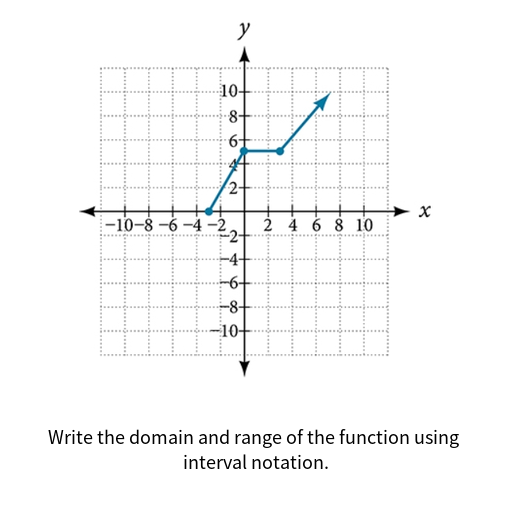 y
10
8
6
4
2
x
−10−8 −6 −4 −2
2 4 6 8 10
−2
−4
−6
−8
−10
Write the domain and range of the function using
interval notation.